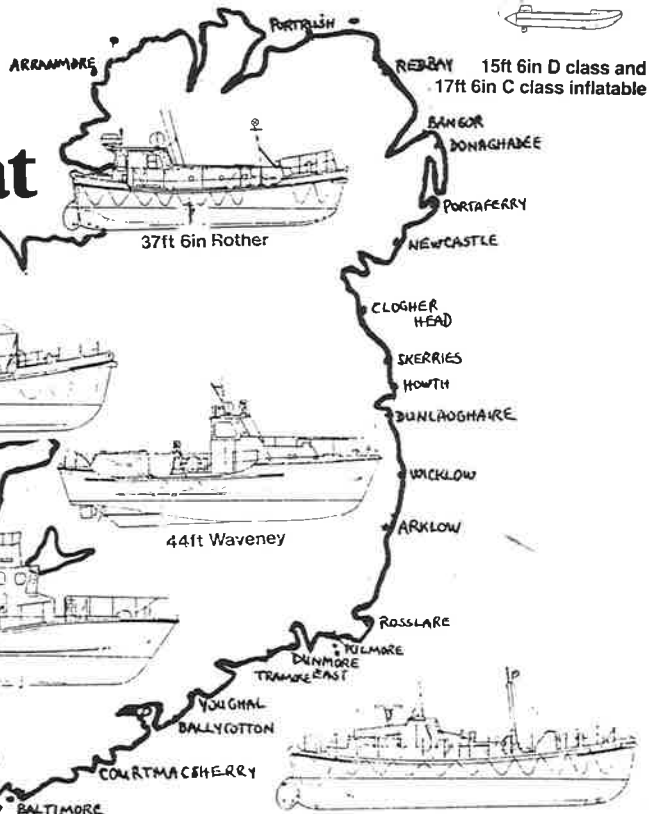 PORTRUSH
ARRANMORE
REDBAY
15ft 6in D class and
17ft 6in C class inflatable
BANGOR
DONAGHADEE
at
PORTAFERRY
37ft 6in Rother
NEWCASTLE
CLOGHER
HEAD
SKERRIES
HOWTH
DUNLAOGHAIRE
WICKLOW
44ft Waveney
ARKLOW
ROSSLARE
KILMORE
DUNMORE
EAST
TRAMORE
YOUGHAL
BALLYCOTTON
COURTMACSHERRY
BALTIMORE